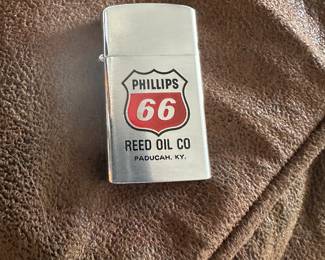 PHILLIPS
66
REED OIL CO
PADUCAH, KY.